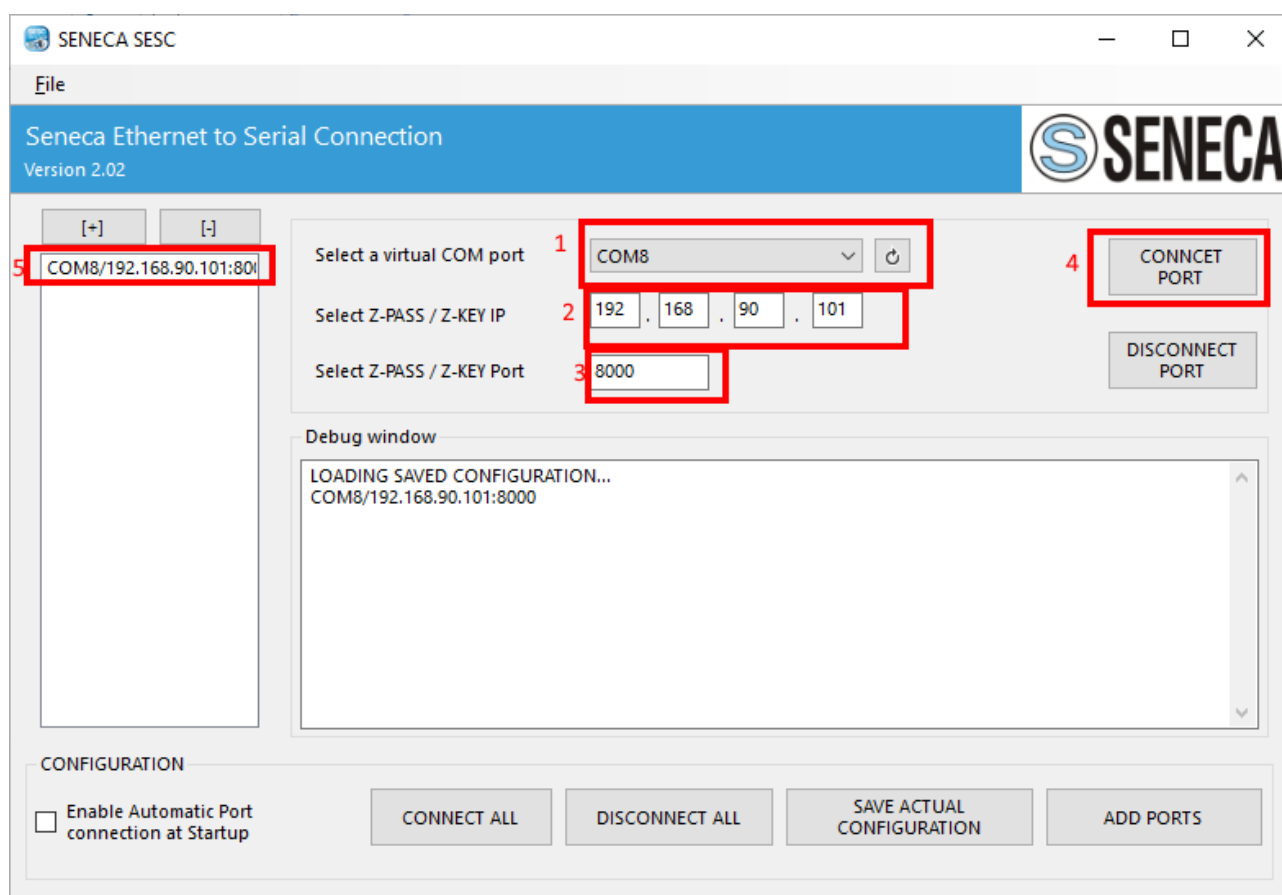 SENECA SESC
File
Seneca Ethernet to Serial Connection
Version 2.02
S SENECA
[+] [-]
5 COM8/192.168.90.101:80
Select a virtual COM port 1 COM8
Select Z-PASS / Z-KEY IP 2 192 . 168 . 90 . 101
Select Z-PASS / Z-KEY Port 3 8000
4 CONNCET
PORT
DISCONNECT
PORT
Debug window
LOADING SAVED CONFIGURATION...
COM8/192.168.90.101:8000
CONFIGURATION
Enable Automatic Port
connection at Startup
CONNECT ALL
DISCONNECT ALL
SAVE ACTUAL
CONFIGURATION
ADD PORTS